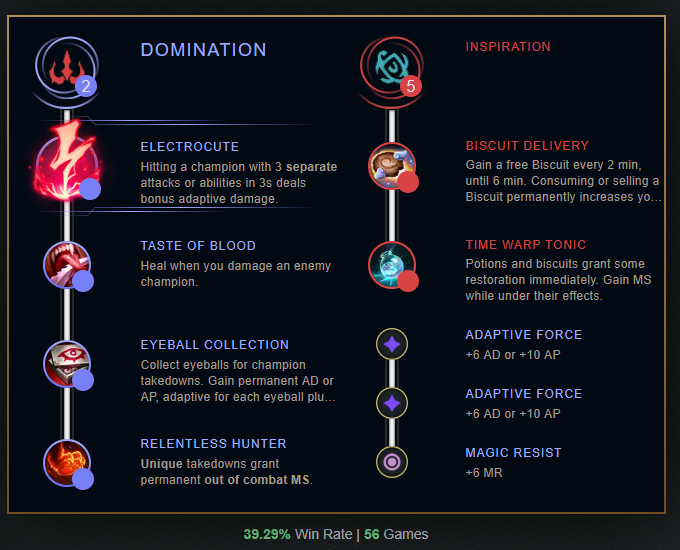 DOMINATION
2
ELECTROCUTE
Hitting a champion with 3 separate
attacks or abilities in 3s deals
bonus adaptive damage.
TASTE OF BLOOD
Heal when you damage an enemy
champion.
EYEBALL COLLECTION
Collect eyeballs for champion
takedowns. Gain permanent AD or
AP, adaptive for each eyeball plu...
RELENTLESS HUNTER
Unique takedowns grant
permanent out of combat MS.
INSPIRATION
5
BISCUIT DELIVERY
Gain a free Biscuit every 2 min,
until 6 min. Consuming or selling a
Biscuit permanently increases yo...
TIME WARP TONIC
Potions and biscuits grant some
restoration immediately. Gain MS
while under their effects.
ADAPTIVE FORCE
+6 AD or +10 AP
ADAPTIVE FORCE
+6 AD or +10 AP
MAGIC RESIST
+6 MR
39.29% Win Rate | 56 Games